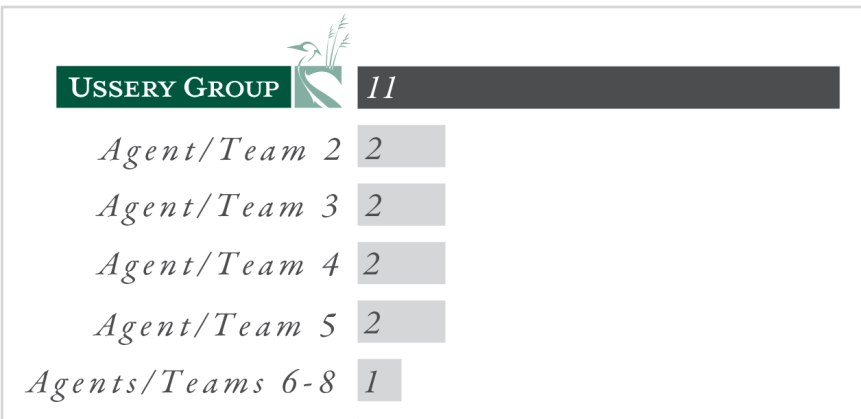 USSERY GROUP 11
Agent/Team 2 2
Agent/Team 3 2
Agent/Team 4 2
Agent/Team 5 2
Agents/Teams 6-8 1